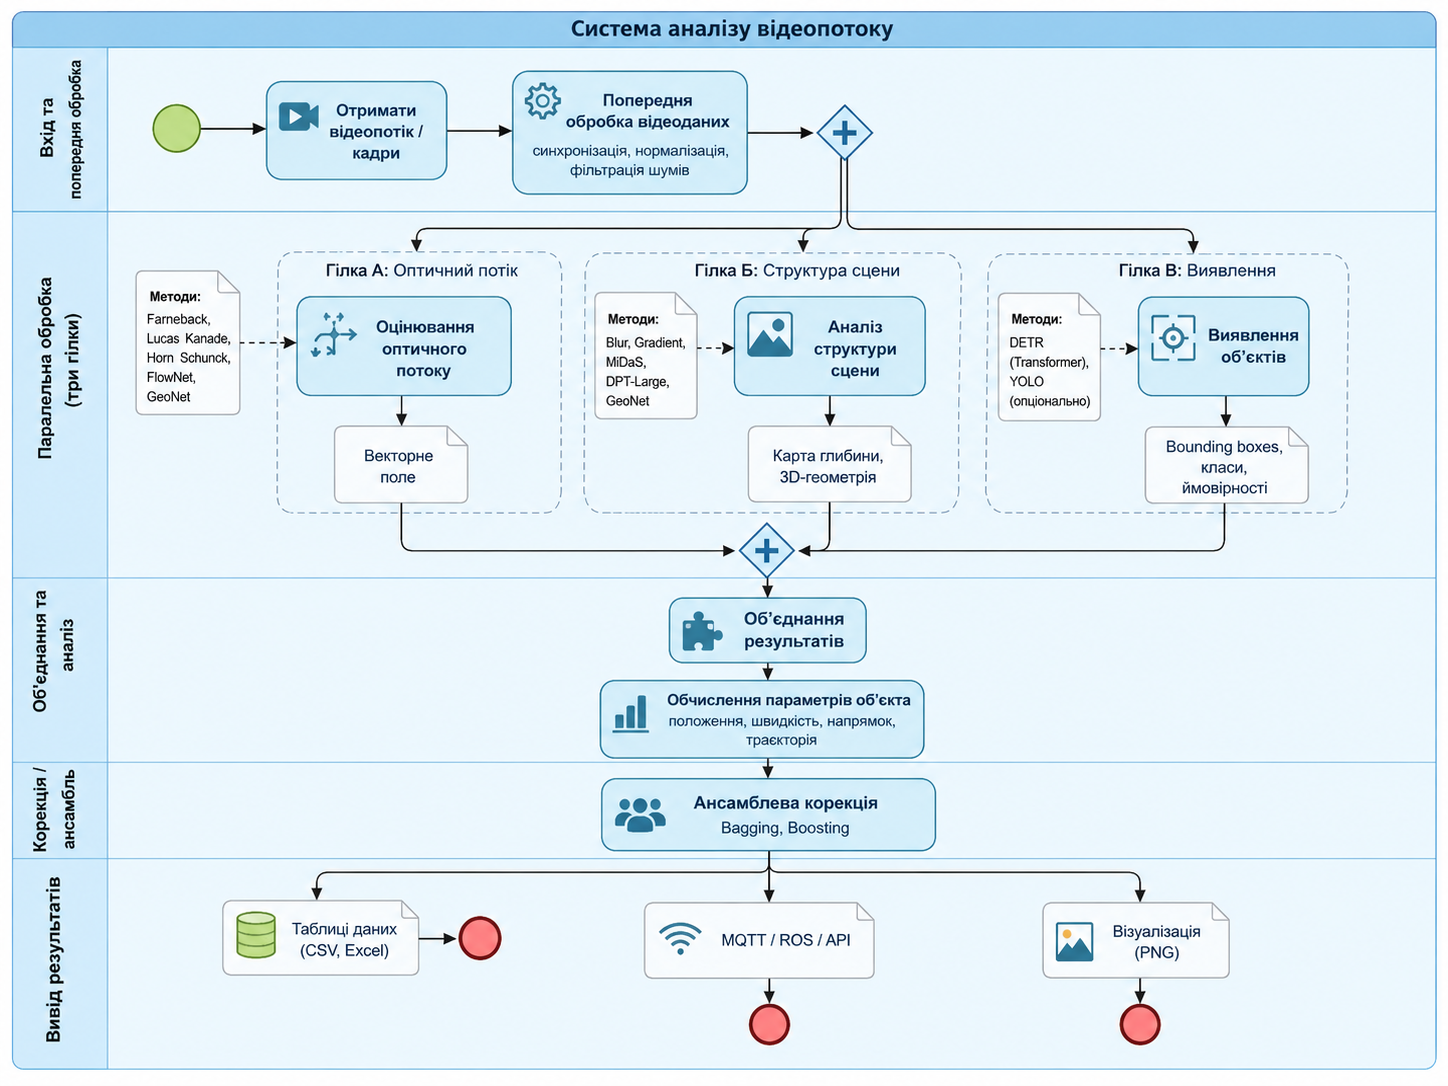 Система аналізу відеопотоку
Вхід та
попередня обробка
Отримати
відеопотік /
кадри
Попередня
обробка відеоданих
синхронізація, нормалізація,
фільтрація шумів
Паралельна обробка
(три гілки)
Гілка А: Оптичний потік
Методи:
Farneback,
Lucas Kanade,
Horn Schunck,
FlowNet,
GeoNet
Оцінювання
оптичного
потоку
Векторне
поле
Гілка Б: Структура сцени
Методи:
Blur, Gradient,
MiDaS,
DPT-Large,
GeoNet
Аналіз
структури
сцени
Карта глибини,
3D-геометрія
Гілка В: Виявлення
Методи:
DETR
(Transformer),
YOLO
(опціонально)
Виявлення
об’єктів
Bounding boxes,
класи,
ймовірності
Об’єднання та
аналіз
Об’єднання
результатів
Обчислення параметрів об’єкта
положення, швидкість, напрямок,
траєкторія
Корекція /
ансамбль
Ансамблева корекція
Bagging, Boosting
Вивід результатів
Таблиці даних
(CSV, Excel)
MQTT / ROS / API
Візуалізація
(PNG)